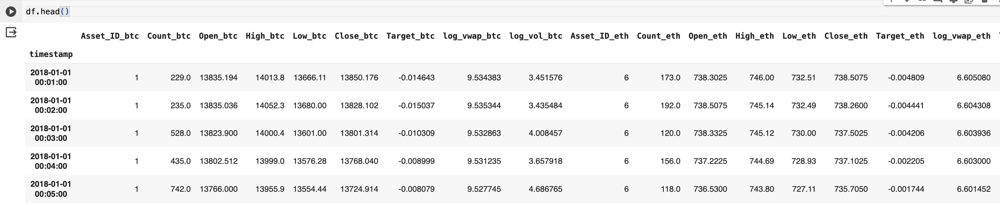 df.head()
Asset_ID_btc Count_btc Open_btc High_btc Low_btc Close_btc Target_btc log_vwap_btc log_vol_btc Asset_ID_eth Count_eth Open_eth High_eth Low_eth Close_eth Target_eth log_vwap_eth
timestamp
2018-01-01
00:01:00 1 229.0 13835.194 14013.8 13666.11 13850.176 -0.014643 9.534383 3.451576 6 173.0 738.3025 746.00 732.51 738.5075 -0.004809 6.605080
2018-01-01
00:02:00 1 235.0 13835.036 14052.3 13680.00 13828.102 -0.015037 9.535344 3.435484 6 192.0 738.5075 745.14 732.49 738.2600 -0.004441 6.604308
2018-01-01
00:03:00 1 528.0 13823.900 14000.4 13601.00 13801.314 -0.010309 9.532863 4.008457 6 120.0 738.3325 745.12 730.00 737.5025 -0.004206 6.603936
2018-01-01
00:04:00 1 435.0 13802.512 13999.0 13576.28 13768.040 -0.008999 9.531235 3.657918 6 156.0 737.2225 744.69 728.93 737.1025 -0.002205 6.603000
2018-01-01
00:05:00 1 742.0 13766.000 13955.9 13554.44 13724.914 -0.008079 9.527745 4.686765 6 118.0 736.5300 743.80 727.11 735.7050 -0.001744 6.601452